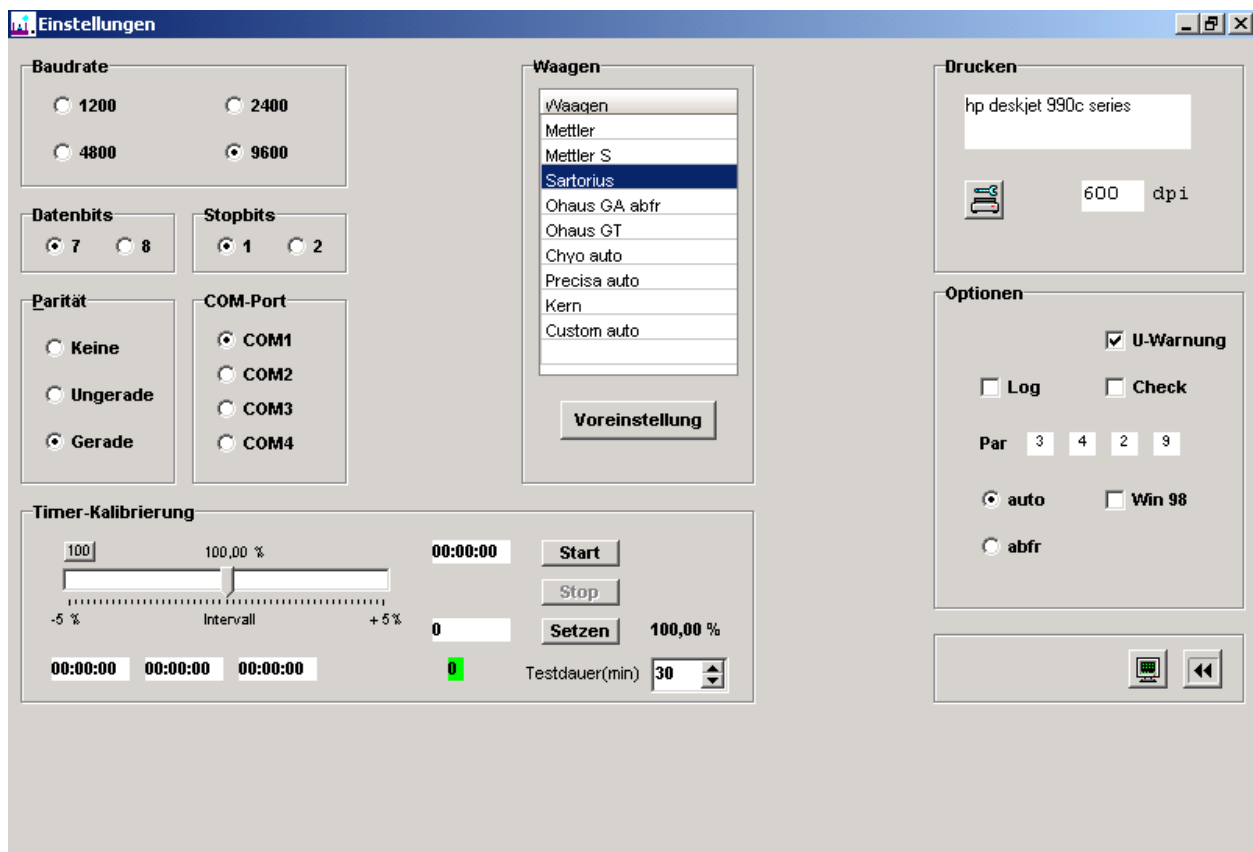 Einstellungen
Baudrate
1200 2400
4800 9600
Datenbits Stopbits
7 8 1 2
Parität COM-Port
Keine COM1
Ungerade COM2
Gerade COM3
COM4
Waagen
Waagen
Mettler
Mettler S
Sartorius
Ohaus GA abfr
Ohaus GT
Chyo auto
Precisa auto
Kern
Custom auto
Voreinstellung
Drucken
hp deskjet 990c series
600 dpi
Optionen
U-Warnung
Log Check
Par 3 4 2 9
auto Win 98
abfr
Timer-Kalibrierung
100 100,00 % 00:00:00 Start
Stop
-5 % Intervall +5%
0 Setzen 100,00 %
00:00:00 00:00:00 00:00:00 0 Testdauer(min) 30